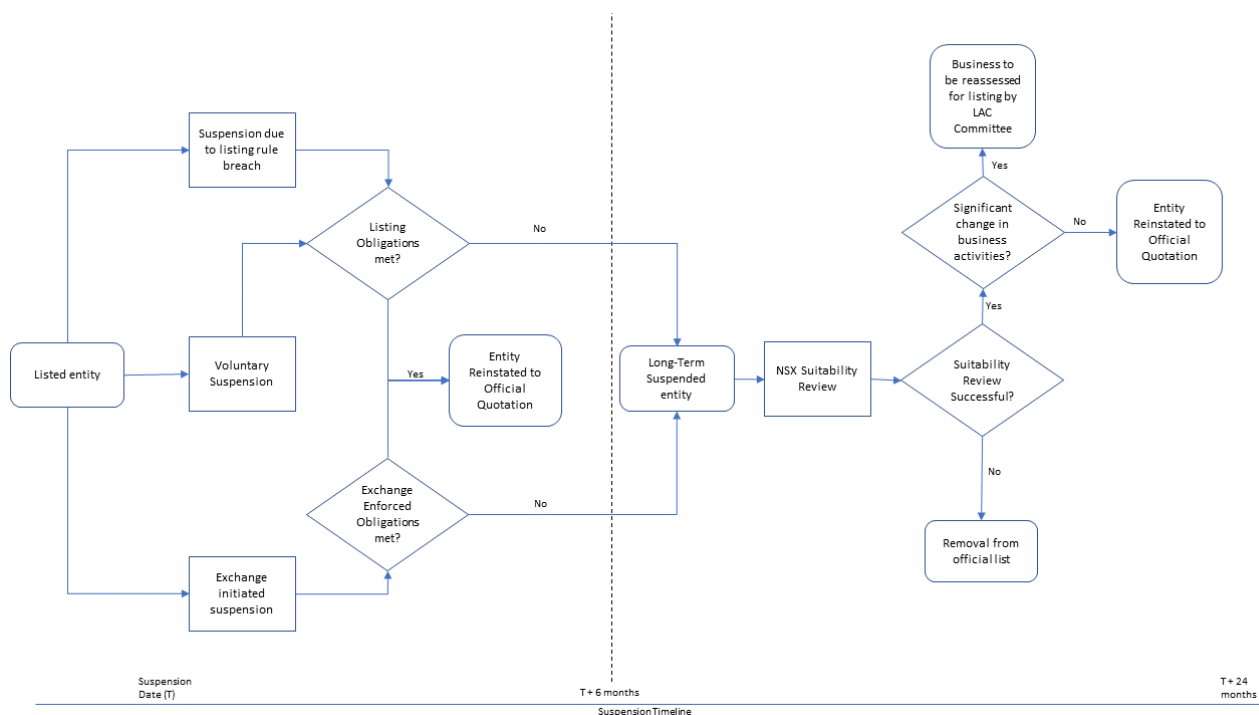 Business to
be reassessed
for listing by
LAC
Committee
Suspension due
to listing rule
breach
Yes
Listing
Obligations
met?
No
Significant
change in
business
activities?
No
Entity
Reinstated to
Official
Quotation
Yes
Listed entity
Voluntary
Suspension
Yes
Entity
Reinstated to
Official
Quotation
Long-Term
Suspended
entity
NSX Suitability
Review
Suitability
Review
Successful?
No
Exchange
Enforced
Obligations
met?
No
Removal from
official list
Exchange
initiated
suspension
Suspension
Date (T)
T + 6 months
T + 24
months
Suspension Timeline